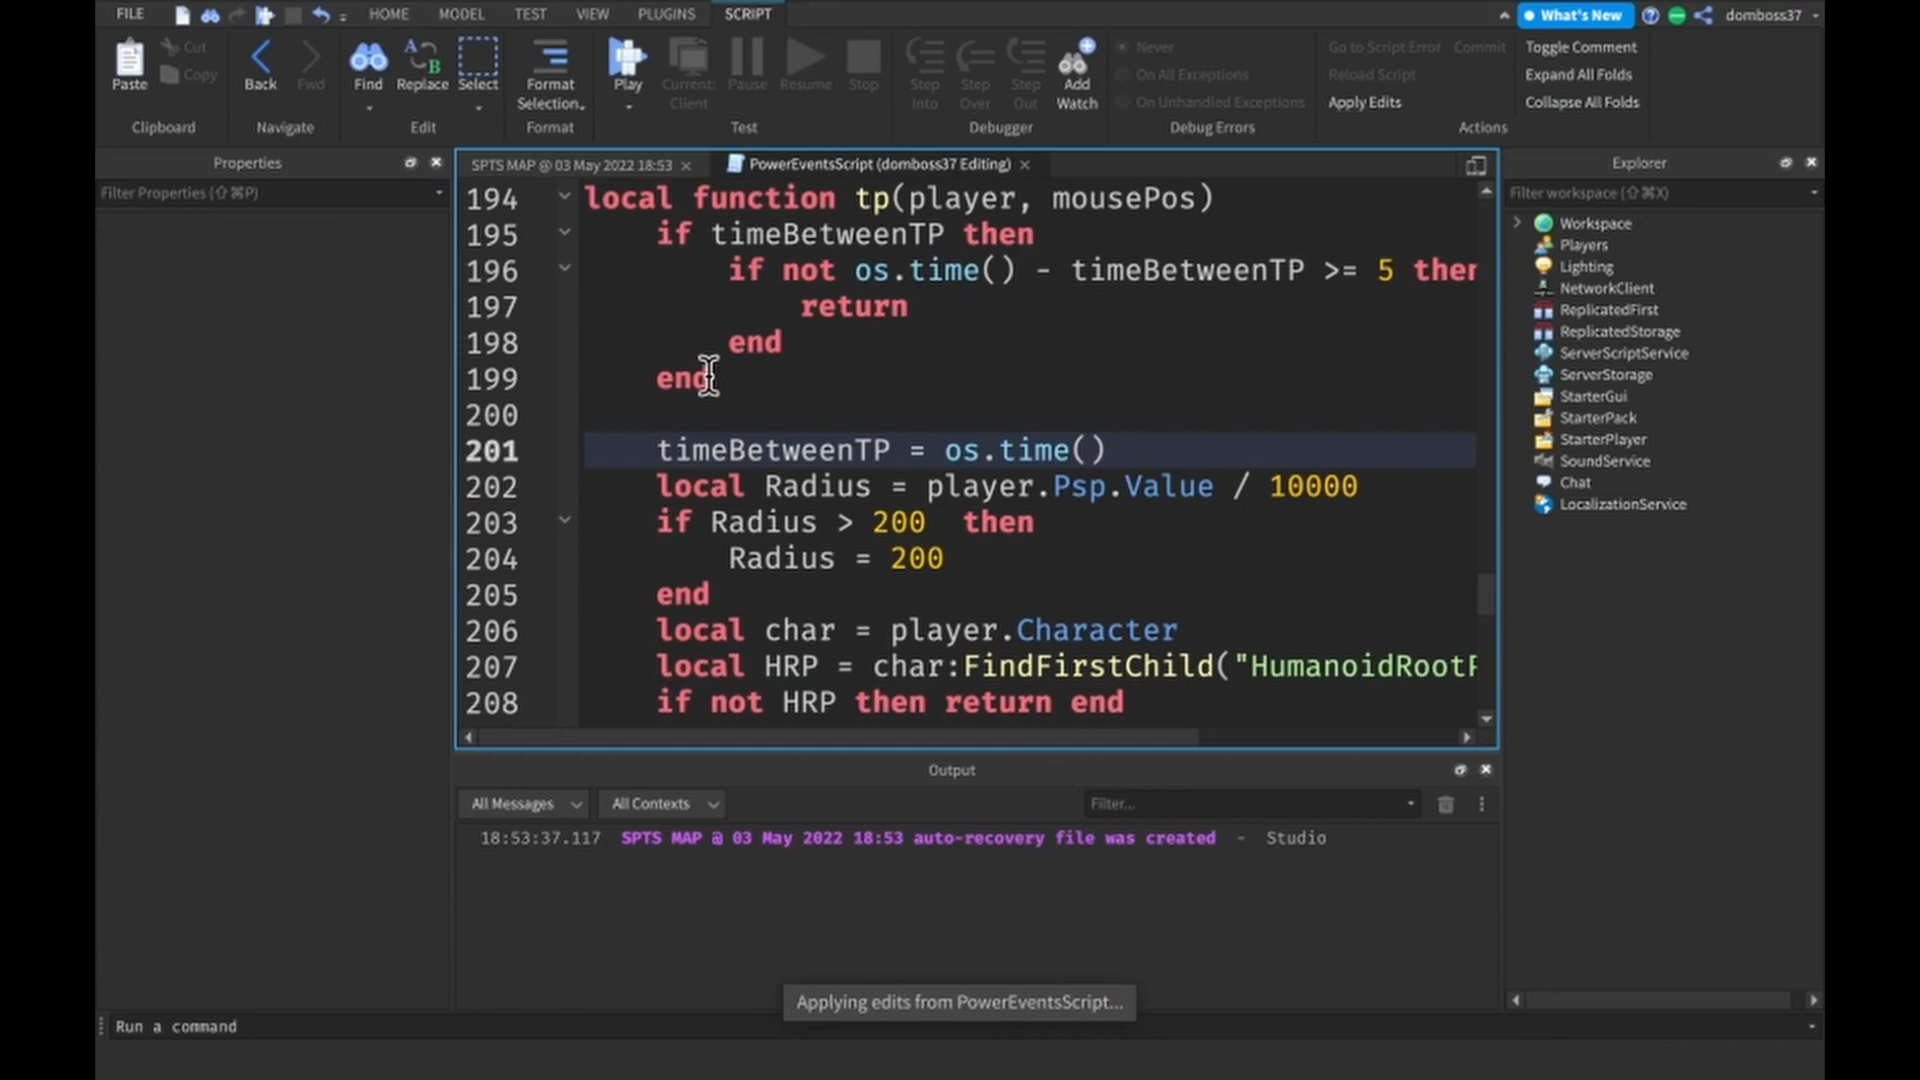 FILE
HOME
MODEL
TEST
VIEW
PLUGINS
SCRIPT
What's New
domboss37
Paste
Cut
Copy
Clipboard
Back
Fwd
Navigate
Find
Replace
Select
Edit
Format
Selection
Format
Play
Current:
Client
Pause
Resume
Stop
Test
Step
Into
Step
Over
Step
Out
Add
Watch
Debugger
Never
On All Exceptions
On Unhandled Exceptions
Debug Errors
Go to Script Error
Commit
Reload Script
Apply Edits
Toggle Comment
Expand All Folds
Collapse All Folds
Actions
Properties
Filter Properties (⇧⌘P)
SPTS MAP @ 03 May 2022 18:53
PowerEventsScript (domboss37 Editing)
194 local function tp(player, mousePos)
195 if timeBetweenTP then
196 if not os.time() - timeBetweenTP >= 5 then
197 return
198 end
199 end
200
201 timeBetweenTP = os.time()
202 local Radius = player.Psp.Value / 10000
203 if Radius > 200  then
204 Radius = 200
205 end
206 local char = player.Character
207 local HRP = char:FindFirstChild("HumanoidRootP
208 if not HRP then return end
Explorer
Filter workspace (⇧⌘X)
Workspace
Players
Lighting
NetworkClient
ReplicatedFirst
ReplicatedStorage
ServerScriptService
ServerStorage
StarterGui
StarterPack
StarterPlayer
SoundService
Chat
LocalizationService
Output
All Messages
All Contexts
Filter...
18:53:37.117 SPTS MAP @ 03 May 2022 18:53 auto-recovery file was created - Studio
Applying edits from PowerEventsScript...
Run a command